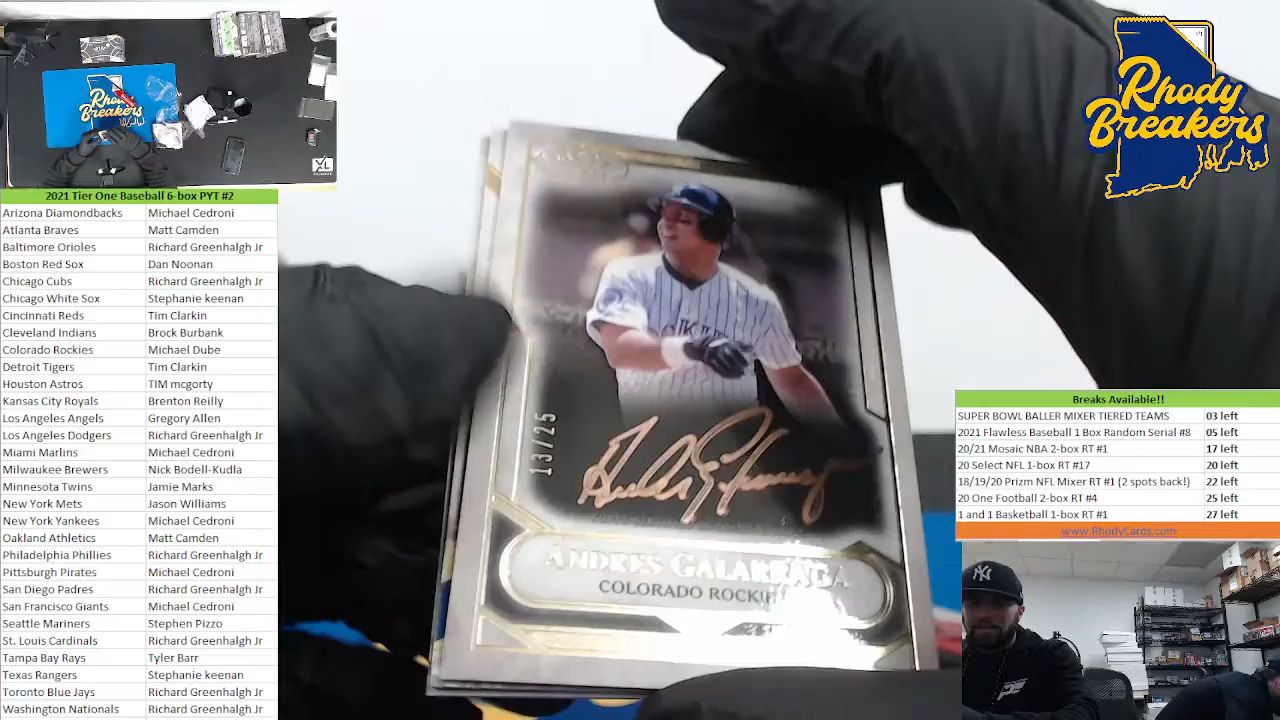 Rhody
Breakers
2021 Tier One Baseball 6-box PYT #2
Arizona Diamondbacks Michael Cedroni
Atlanta Braves Matt Camden
Baltimore Orioles Richard Greenhalgh Jr
Boston Red Sox Dan Noonan
Chicago Cubs Richard Greenhalgh Jr
Chicago White Sox Stephanie keenan
Cincinnati Reds Tim Clarkin
Cleveland Indians Brock Burbank
Colorado Rockies Michael Dube
Detroit Tigers Tim Clarkin
Houston Astros TIM mcgorty
Kansas City Royals Brenton Reilly
Los Angeles Angels Gregory Allen
Los Angeles Dodgers Richard Greenhalgh Jr
Miami Marlins Michael Cedroni
Milwaukee Brewers Nick Bodell-Kudla
Minnesota Twins Jamie Marks
New York Mets Jason Williams
New York Yankees Michael Cedroni
Oakland Athletics Matt Camden
Philadelphia Phillies Richard Greenhalgh Jr
Pittsburgh Pirates Michael Cedroni
San Diego Padres Richard Greenhalgh Jr
San Francisco Giants Michael Cedroni
Seattle Mariners Stephen Pizzo
St. Louis Cardinals Richard Greenhalgh Jr
Tampa Bay Rays Tyler Barr
Texas Rangers Stephanie keenan
Toronto Blue Jays Richard Greenhalgh Jr
Washington Nationals Richard Greenhalgh Jr
13/25
ANDRES GALARRAGA
COLORADO ROCKI
Rhody
Breakers
Breaks Available!!
SUPER BOWL BALLER MIXER TIERED TEAMS 03 left
2021 Flawless Baseball 1 Box Random Serial #8 05 left
20/21 Mosaic NBA 2-box RT #1 17 left
20 Select NFL 1-box RT #17 20 left
18/19/20 Prizm NFL Mixer RT #1 (2 spots back!) 22 left
20 One Football 2-box RT #4 25 left
1 and 1 Basketball 1-box RT #1 27 left
www.RhodyCards.com